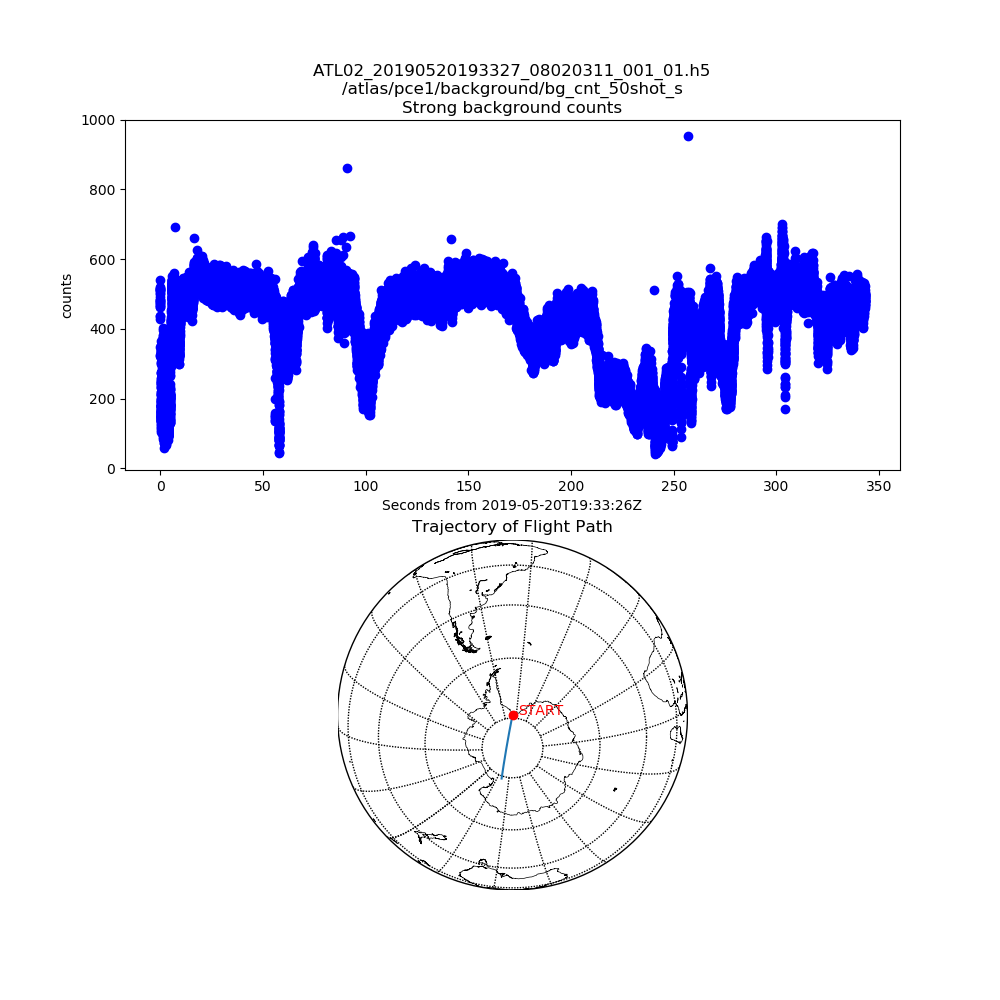 ATL02_20190520193327_08020311_001_01.h5
/atlas/pce1/background/bg_cnt_50shot_s
Strong background counts
1000
800
600
400
200
0
counts
0 50 100 150 200 250 300 350
Seconds from 2019-05-20T19:33:26Z
Trajectory of Flight Path
START